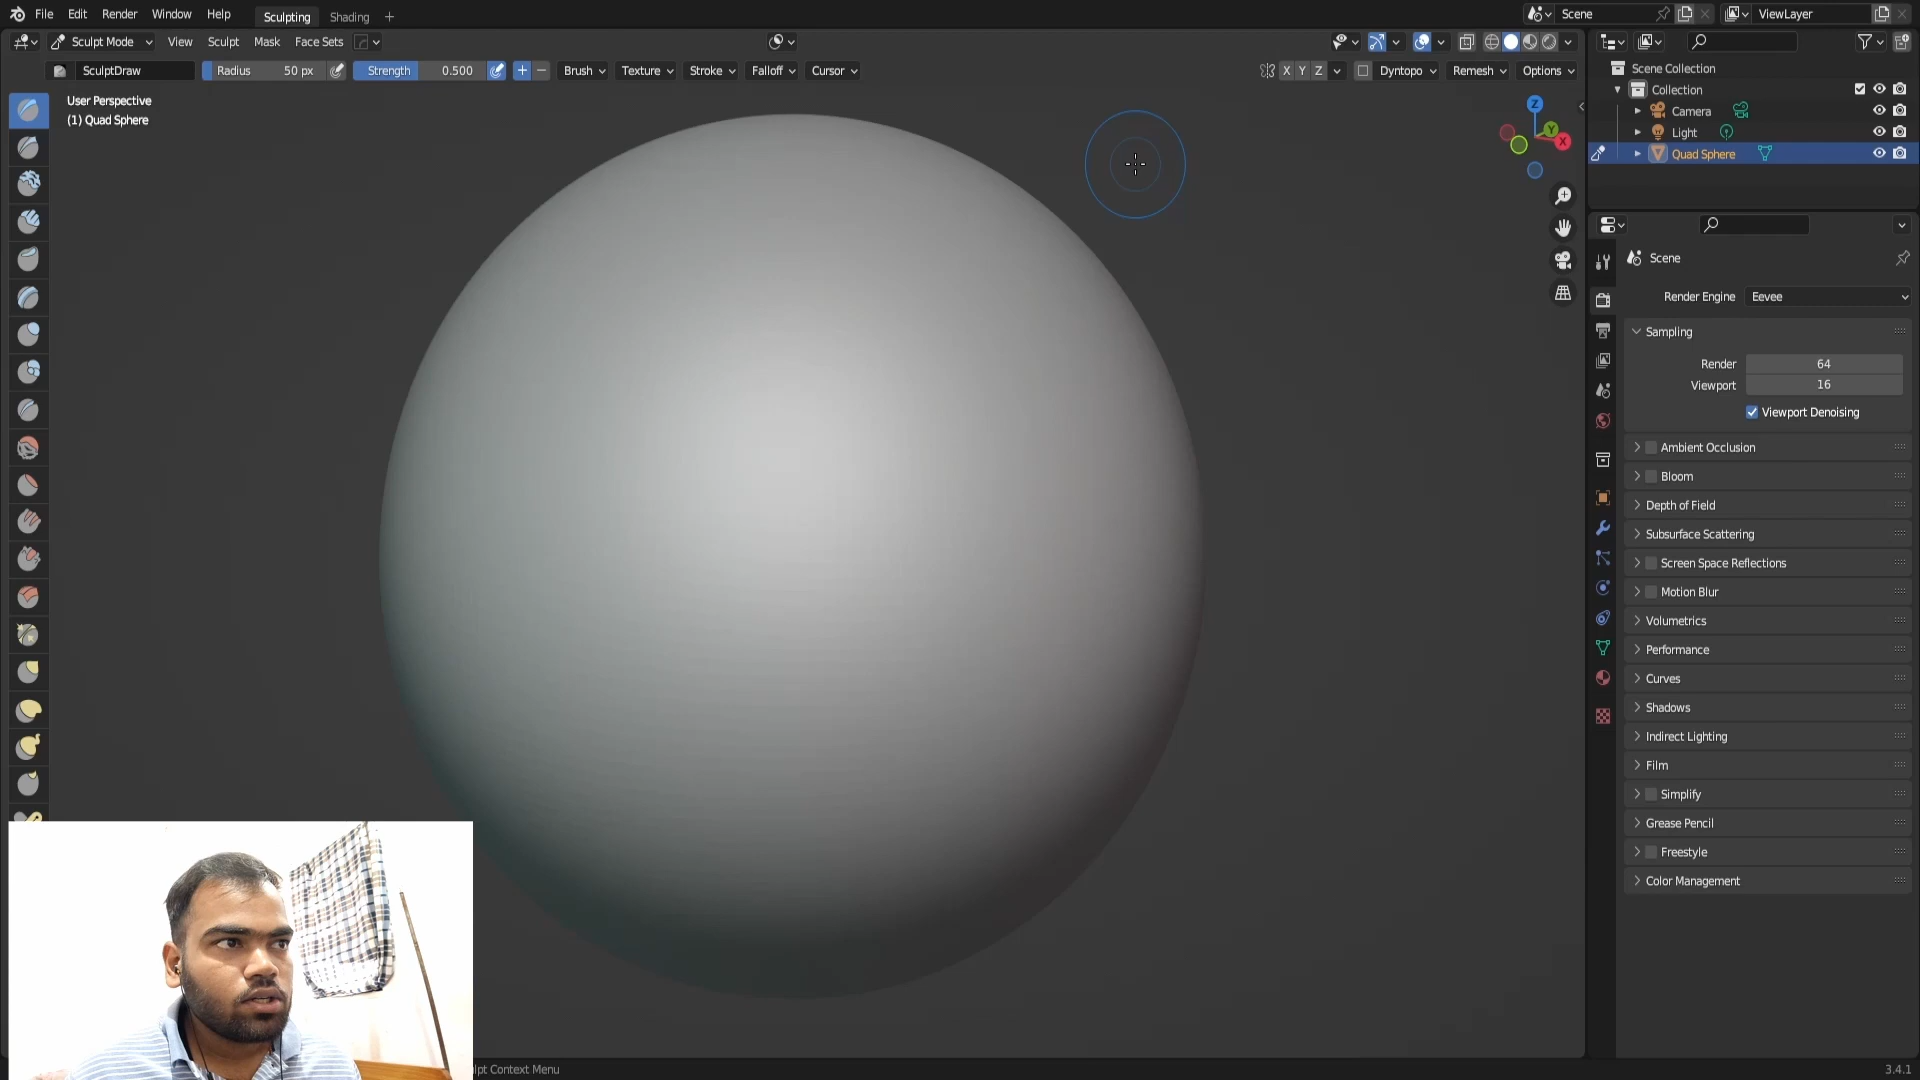 File Edit Render Window Help Sculpting Shading + Scene ViewLayer
Sculpt Mode View Sculpt Mask Face Sets
SculptDraw Radius 50 px Strength 0.500 + − Brush Texture Stroke Falloff Cursor X Y Z Dyntopo Remesh Options
User Perspective
(1) Quad Sphere
Z
Y
X
Scene Collection
Collection
Camera
Light
Quad Sphere
Scene
Render Engine Eevee
Sampling
Render 64
Viewport 16
Viewport Denoising
Ambient Occlusion
Bloom
Depth of Field
Subsurface Scattering
Screen Space Reflections
Motion Blur
Volumetrics
Performance
Curves
Shadows
Indirect Lighting
Film
Simplify
Grease Pencil
Freestyle
Color Management
lpt Context Menu
3.4.1